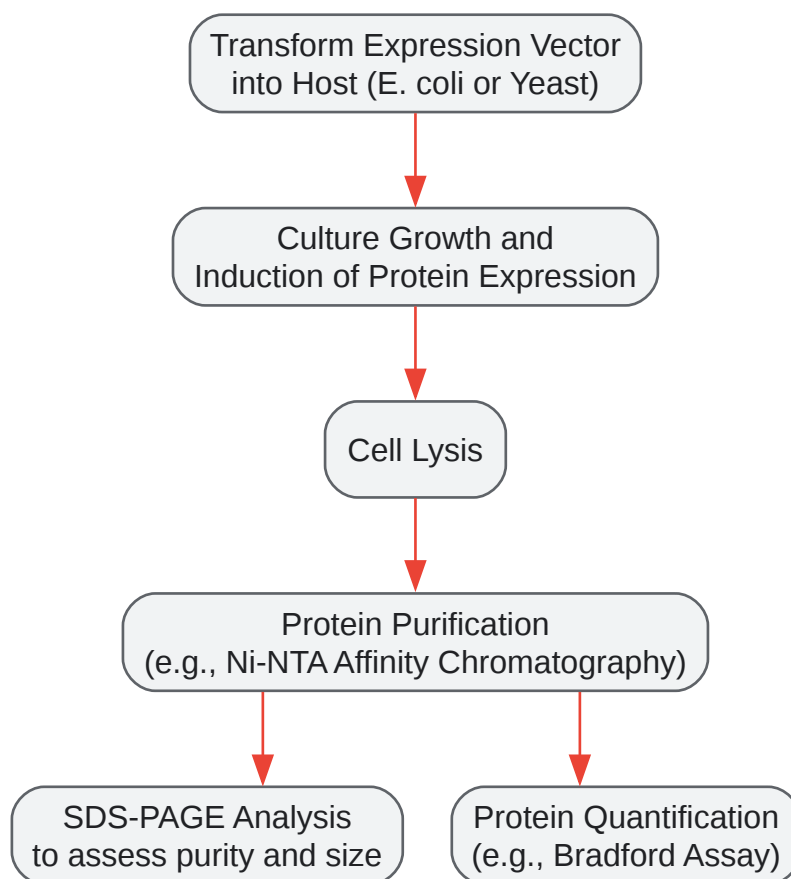 Transform Expression Vector
into Host (E. coli or Yeast)
Culture Growth and
Induction of Protein Expression
Cell Lysis
Protein Purification
(e.g., Ni-NTA Affinity Chromatography)
SDS-PAGE Analysis
to assess purity and size
Protein Quantification
(e.g., Bradford Assay)